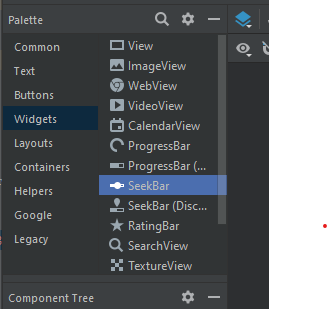 Palette
Common
Text
Buttons
Widgets
Layouts
Containers
Helpers
Google
Legacy
View
ImageView
WebView
VideoView
CalendarView
ProgressBar
ProgressBar (...
SeekBar
SeekBar (Disc...
RatingBar
SearchView
TextureView
Component Tree